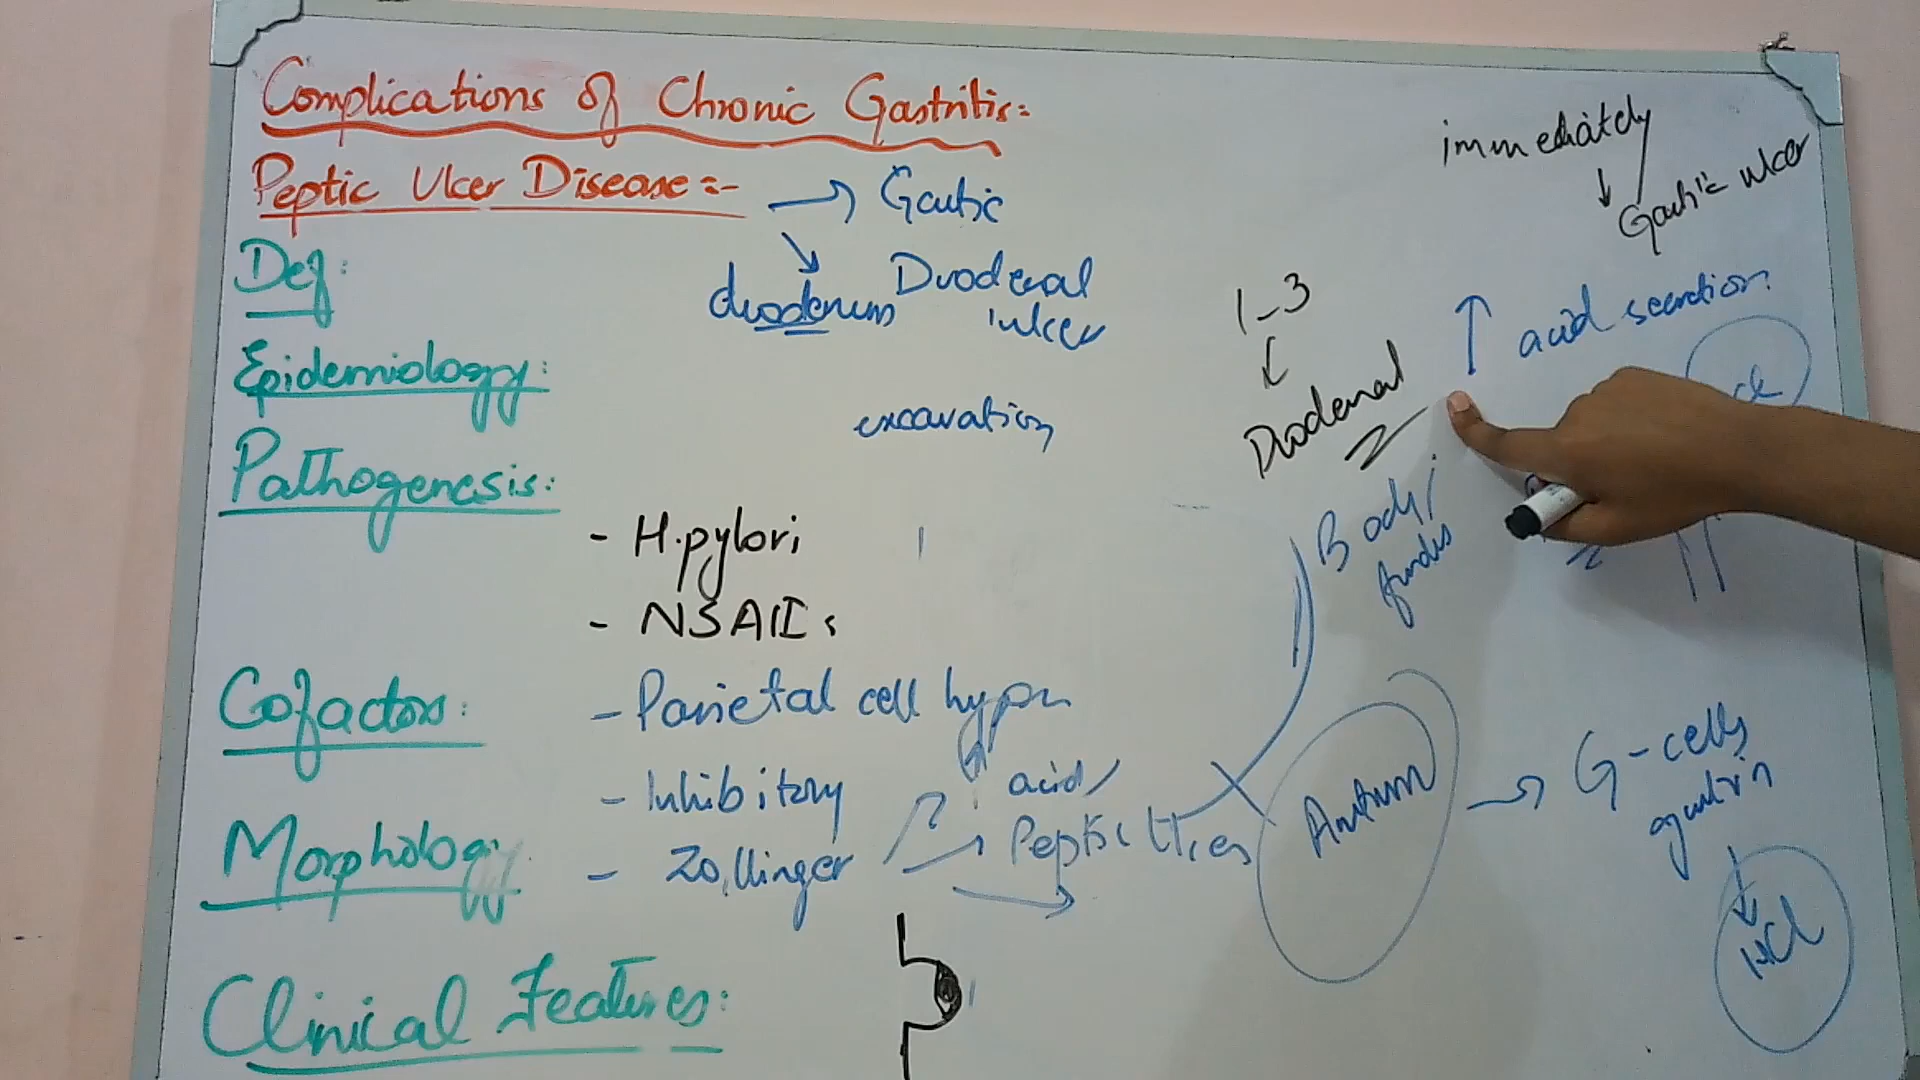 Complications of Chronic Gastritis:
Peptic Ulcer Disease:-
Gastric
duodenum
Duodenal
ulcer
Def:
Epidemiology:
excavation
Pathogenesis:
- H.pylori
- NSAIDs
Cofactors:
- Parietal cell hyper
- Inhibitory
Morphology
- Zollinger
acid/
Peptic Ulcer
Clinical Features:
immediately
Gastric ulcer
1-3
Duodenal
↑ acid secretion
Body/
fundus
Antrum
G-cells
gastrin
HCl